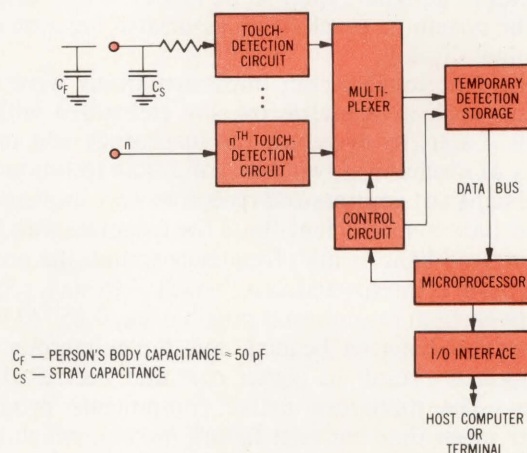 TOUCH-
DETECTION
CIRCUIT
MULTI-
PLEXER
TEMPORARY
DETECTION
STORAGE
C_F
C_S
n
n^TH TOUCH-
DETECTION
CIRCUIT
DATA BUS
CONTROL
CIRCUIT
MICROPROCESSOR
C_F — PERSON'S BODY CAPACITANCE ≈ 50 pF
C_S — STRAY CAPACITANCE
I/O INTERFACE
HOST COMPUTER
OR
TERMINAL